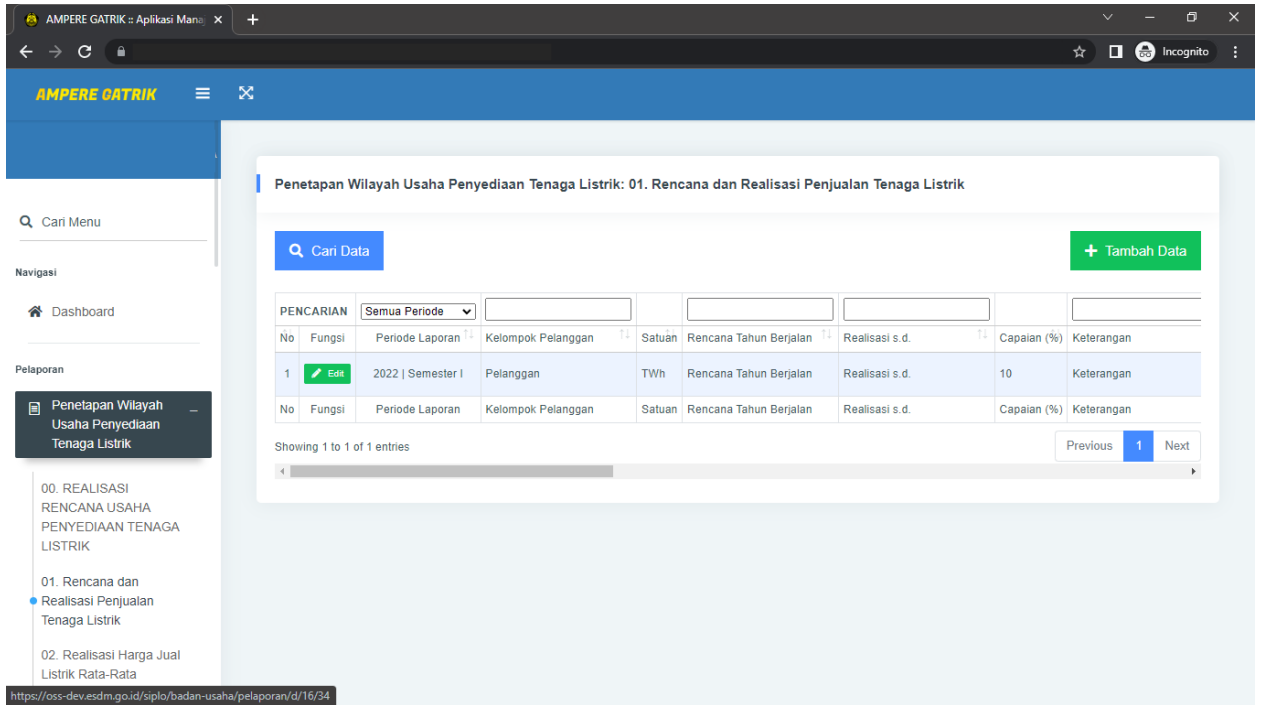 AMPERE GATRIK :: Aplikasi Manaj
Incognito
AMPERE GATRIK
Cari Menu
Navigasi
Dashboard
Pelaporan
Penetapan Wilayah
Usaha Penyediaan
Tenaga Listrik
00. REALISASI
RENCANA USAHA
PENYEDIAAN TENAGA
LISTRIK
01. Rencana dan
Realisasi Penjualan
Tenaga Listrik
02. Realisasi Harga Jual
Listrik Rata-Rata
https://oss-dev.esdm.go.id/siplo/badan-usaha/pelaporan/d/16/34
Penetapan Wilayah Usaha Penyediaan Tenaga Listrik: 01. Rencana dan Realisasi Penjualan Tenaga Listrik
Cari Data
+ Tambah Data
PENCARIAN Semua Periode
No Fungsi Periode Laporan Kelompok Pelanggan Satuan Rencana Tahun Berjalan Realisasi s.d. Capaian (%) Keterangan
1 Edit 2022 | Semester I Pelanggan TWh Rencana Tahun Berjalan Realisasi s.d. 10 Keterangan
No Fungsi Periode Laporan Kelompok Pelanggan Satuan Rencana Tahun Berjalan Realisasi s.d. Capaian (%) Keterangan
Showing 1 to 1 of 1 entries
Previous 1 Next